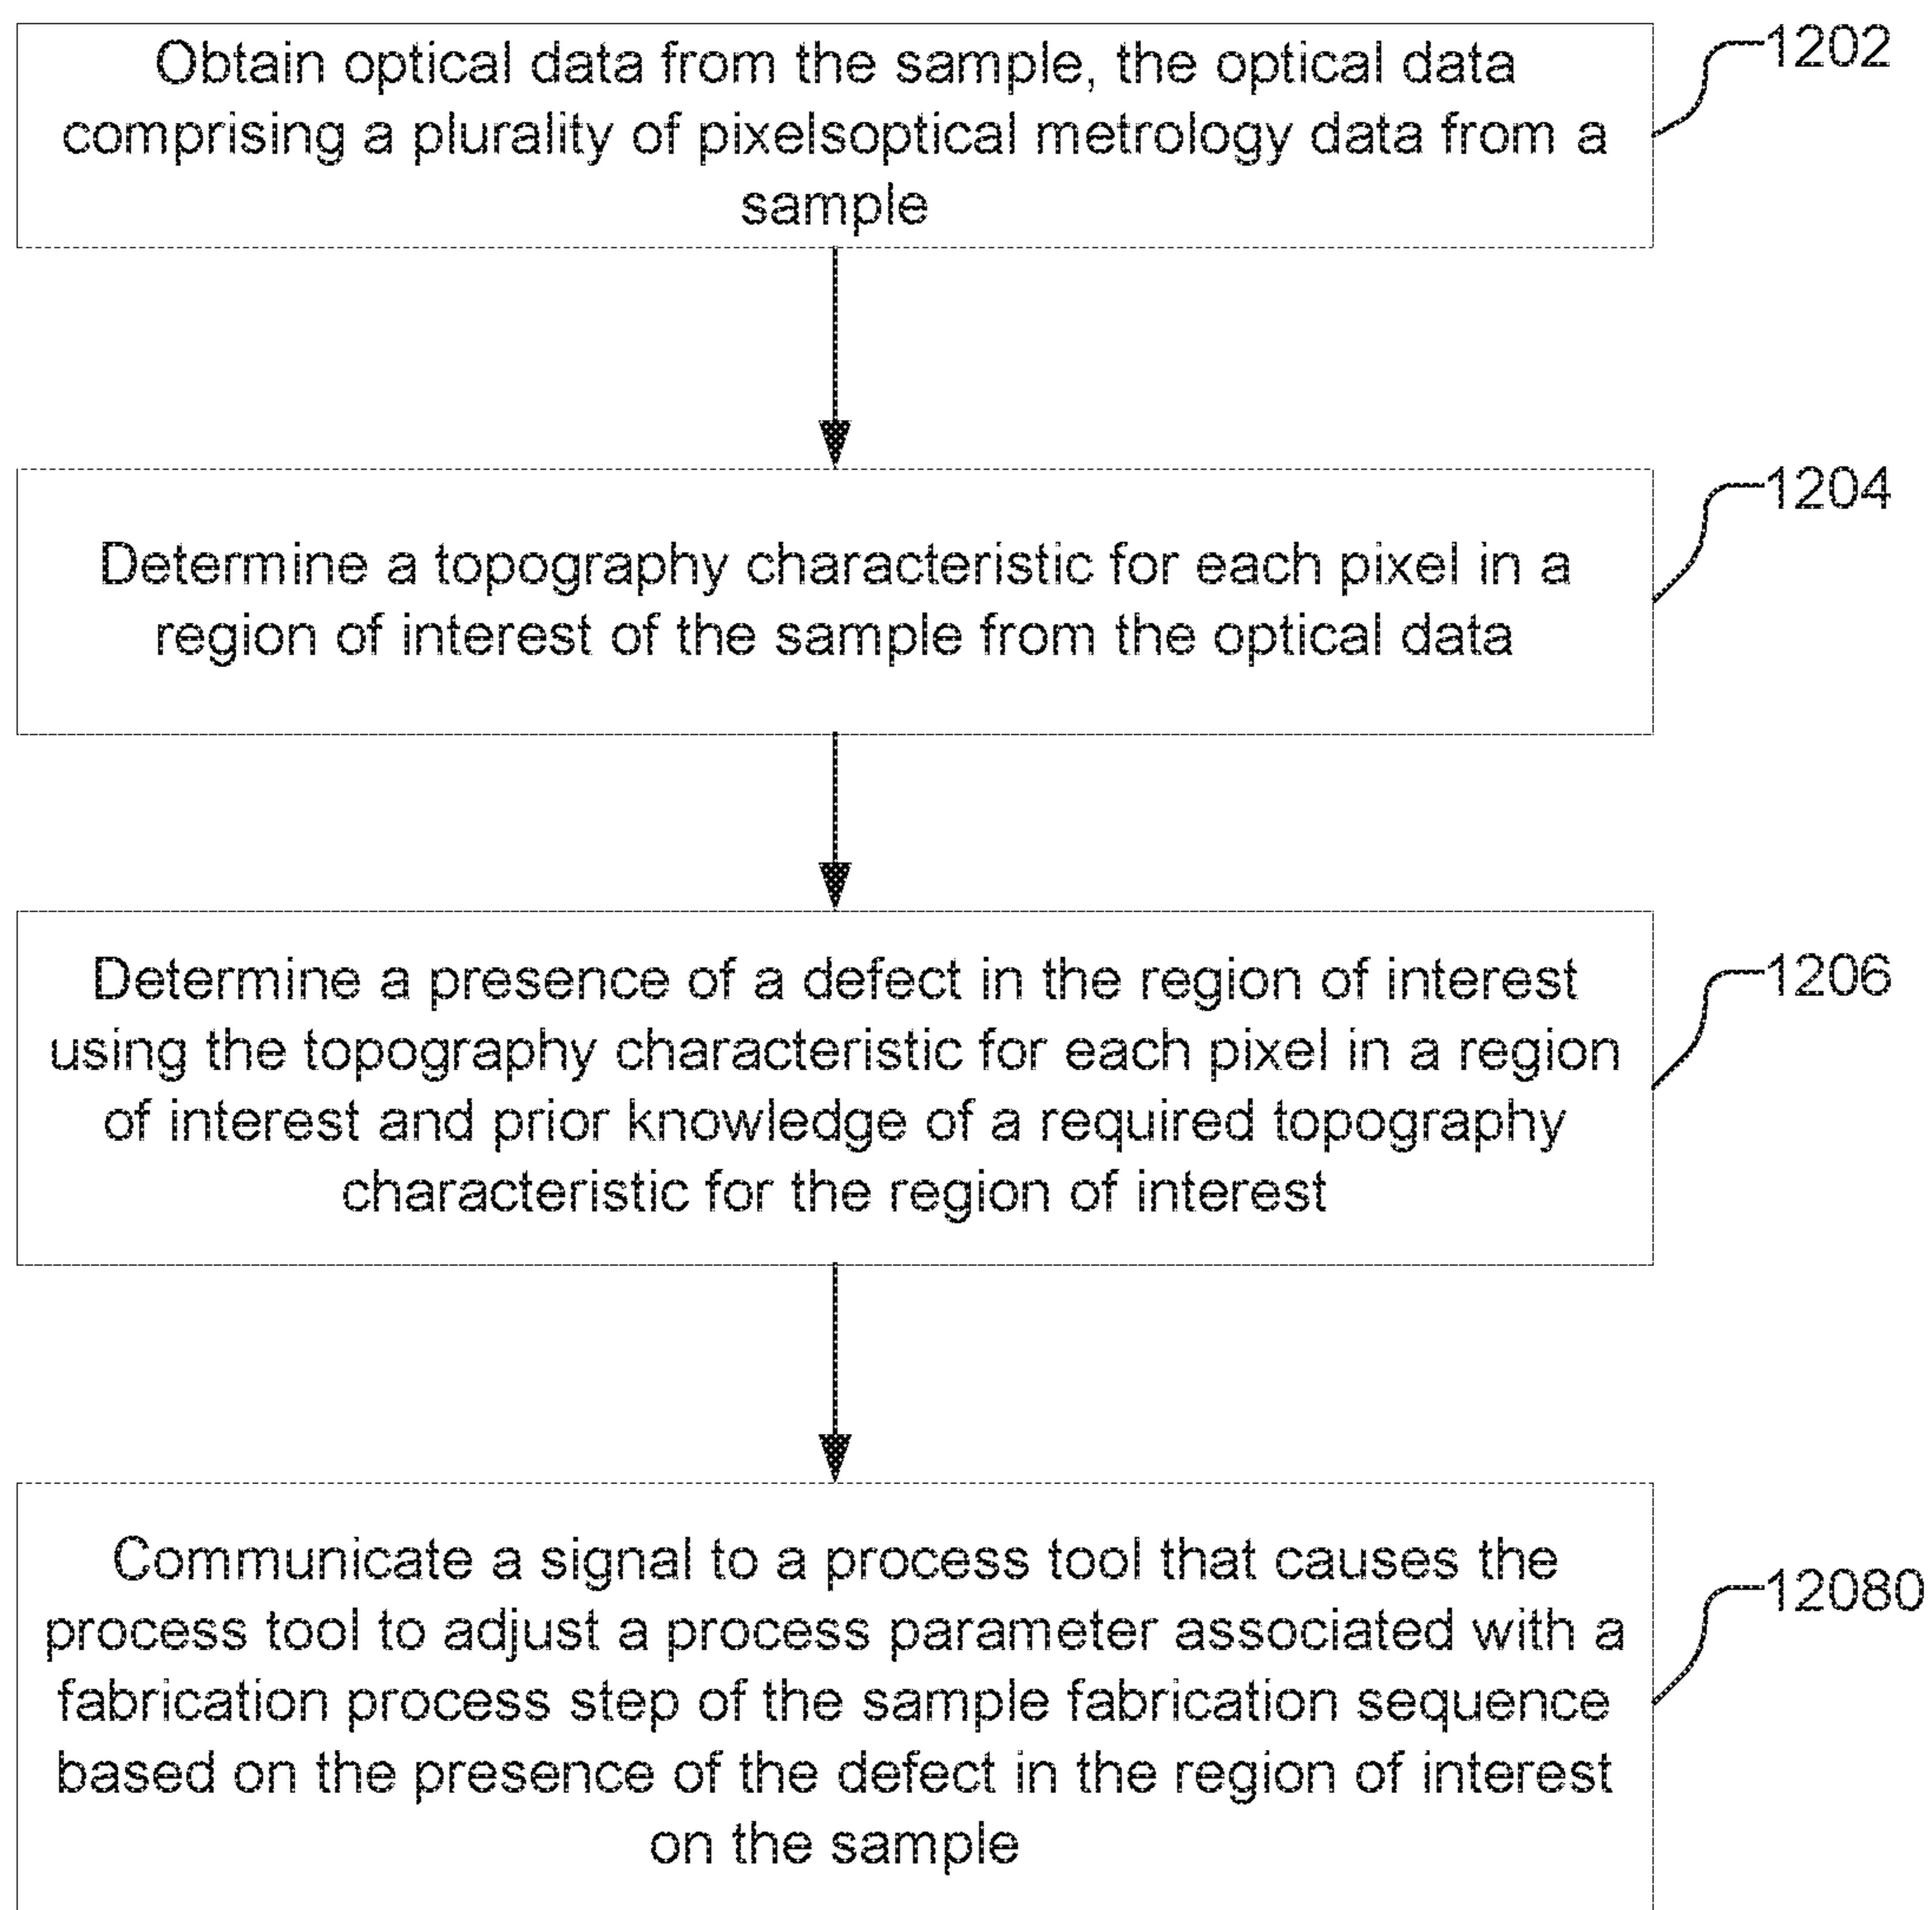 Obtain optical data from the sample, the optical data
comprising a plurality of pixelsoptical metrology data from a
sample
1202
Determine a topography characteristic for each pixel in a
region of interest of the sample from the optical data
1204
Determine a presence of a defect in the region of interest
using the topography characteristic for each pixel in a region
of interest and prior knowledge of a required topography
characteristic for the region of interest
1206
Communicate a signal to a process tool that causes the
process tool to adjust a process parameter associated with a
fabrication process step of the sample fabrication sequence
based on the presence of the defect in the region of interest
on the sample
12080